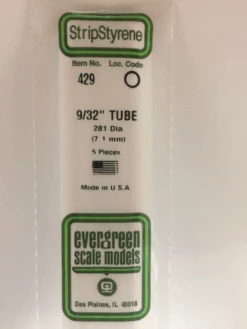 StripStyrene
Item No. Loc. Code
429
9/32" TUBE
281 Dia
(7 1 mm)
5 Pieces
Made in U.S.A
evergreen
scale models
Des Plaines, IL 60018